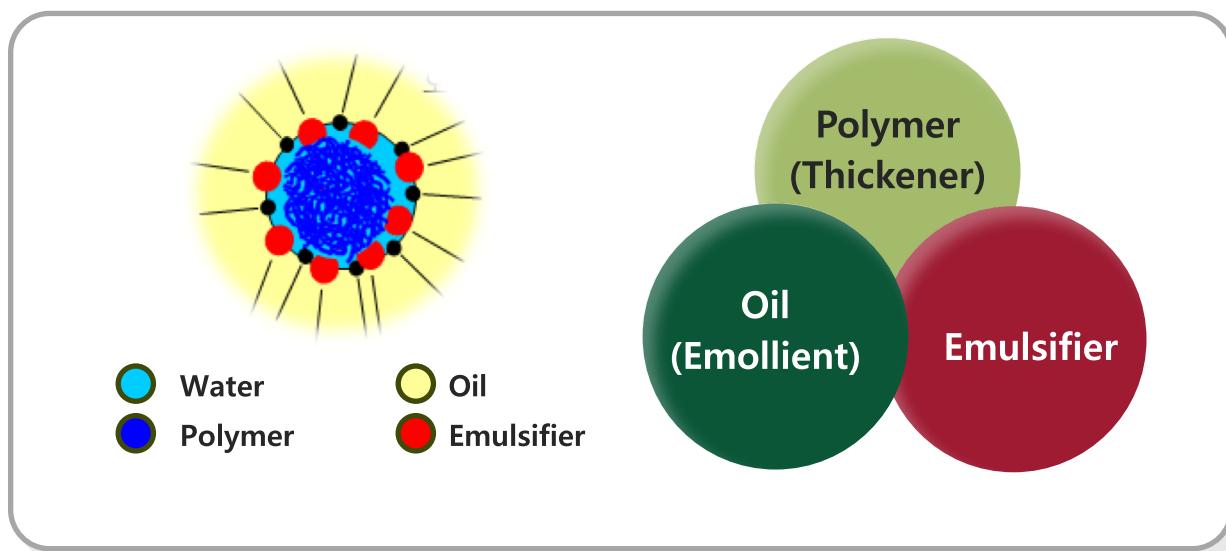 Water
Oil
Polymer
Emulsifier
Polymer
(Thickener)
Oil
(Emollient)
Emulsifier